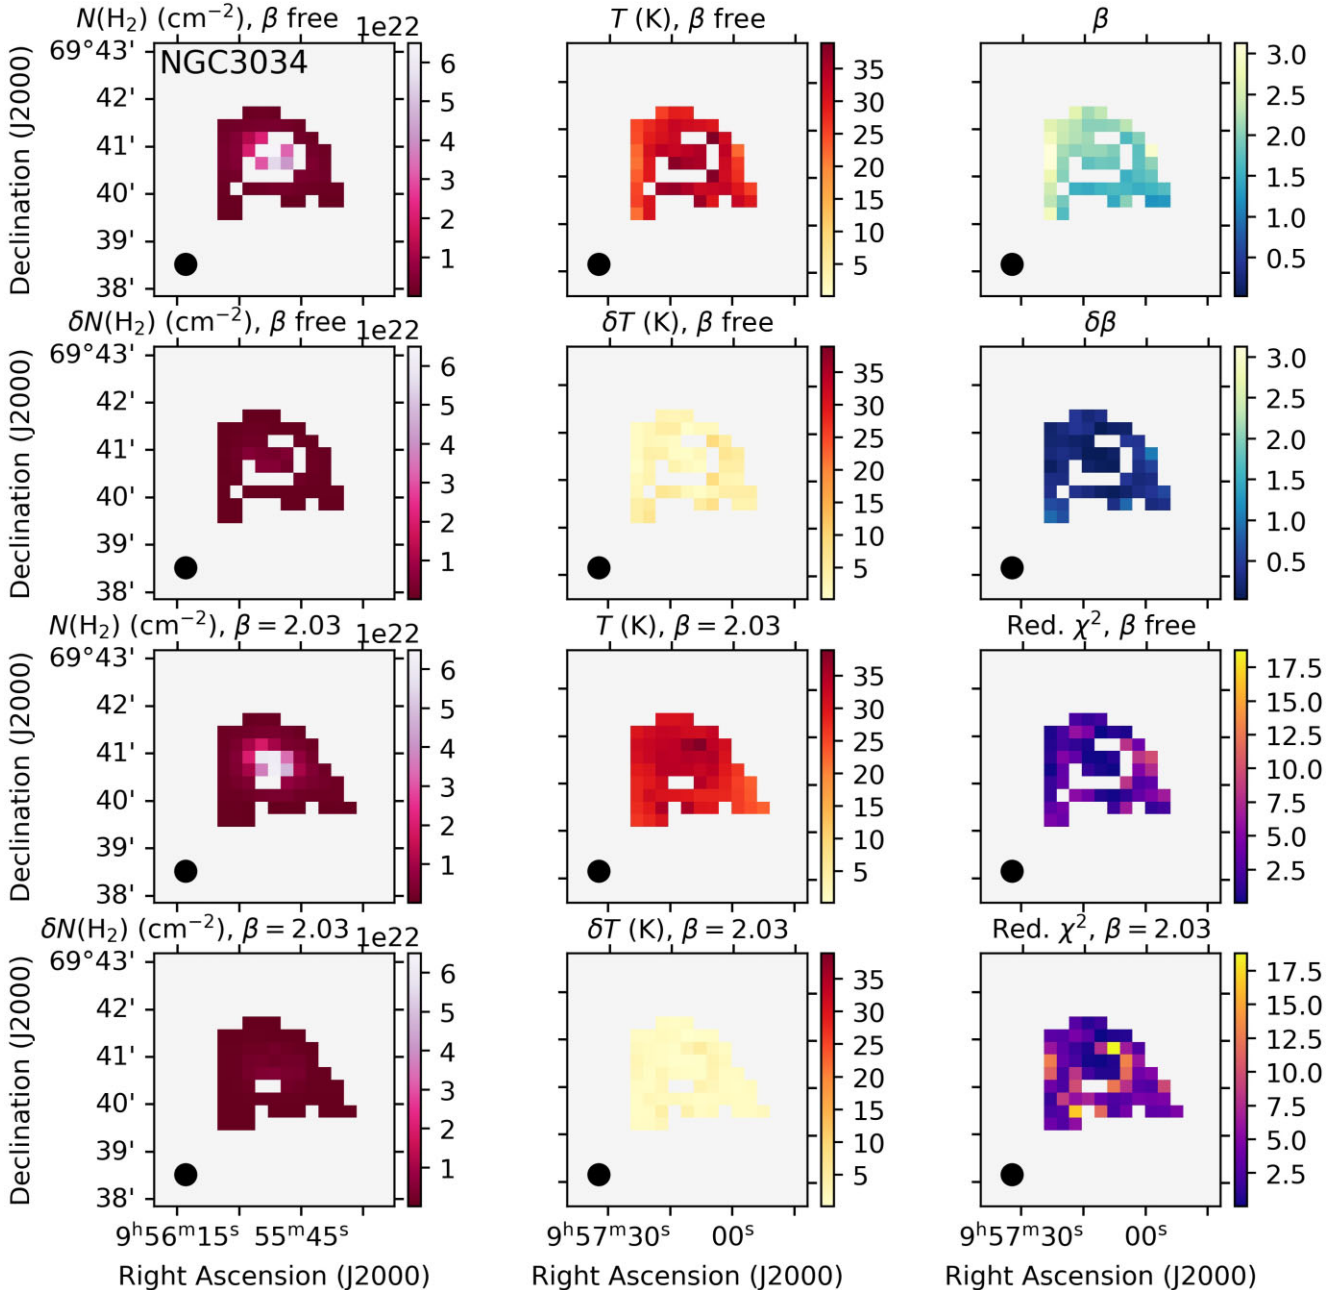 N(H₂) (cm⁻²), β free 1e22 T (K), β free β
NGC3034
69°43' 42' 41' 40' 39' 38'
Declination (J2000)
6 5 4 3 2 1
35 30 25 20 15 10 5
3.0 2.5 2.0 1.5 1.0 0.5
δN(H₂) (cm⁻²), β free 1e22 δT (K), β free δβ
69°43' 42' 41' 40' 39' 38'
Declination (J2000)
6 5 4 3 2 1
35 30 25 20 15 10 5
3.0 2.5 2.0 1.5 1.0 0.5
N(H₂) (cm⁻²), β = 2.03 1e22 T (K), β = 2.03 Red. χ², β free
69°43' 42' 41' 40' 39' 38'
Declination (J2000)
6 5 4 3 2 1
35 30 25 20 15 10 5
17.5 15.0 12.5 10.0 7.5 5.0 2.5
δN(H₂) (cm⁻²), β = 2.03 1e22 δT (K), β = 2.03 Red. χ², β = 2.03
69°43' 42' 41' 40' 39' 38'
Declination (J2000)
6 5 4 3 2 1
35 30 25 20 15 10 5
17.5 15.0 12.5 10.0 7.5 5.0 2.5
9ʰ56ᵐ15ˢ 55ᵐ45ˢ 9ʰ57ᵐ30ˢ 00ˢ 9ʰ57ᵐ30ˢ 00ˢ
Right Ascension (J2000) Right Ascension (J2000) Right Ascension (J2000)